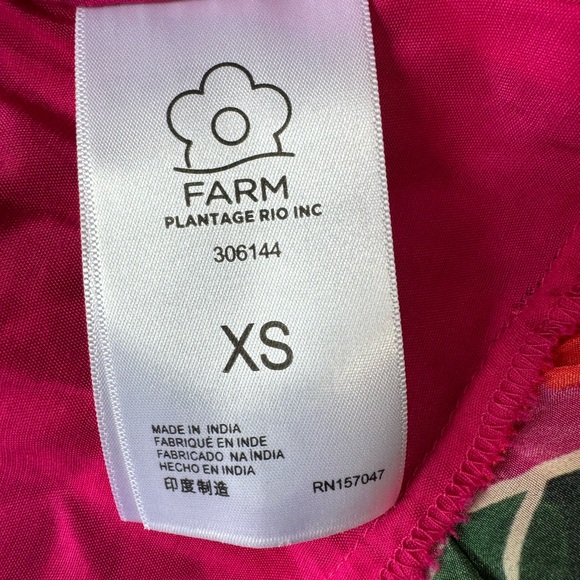 FARM
PLANTAGE RIO INC
306144
XS
MADE IN INDIA
FABRIQUÉ EN INDE
FABRICADO NA ÍNDIA
HECHO EN INDIA
印度制造
RN157047